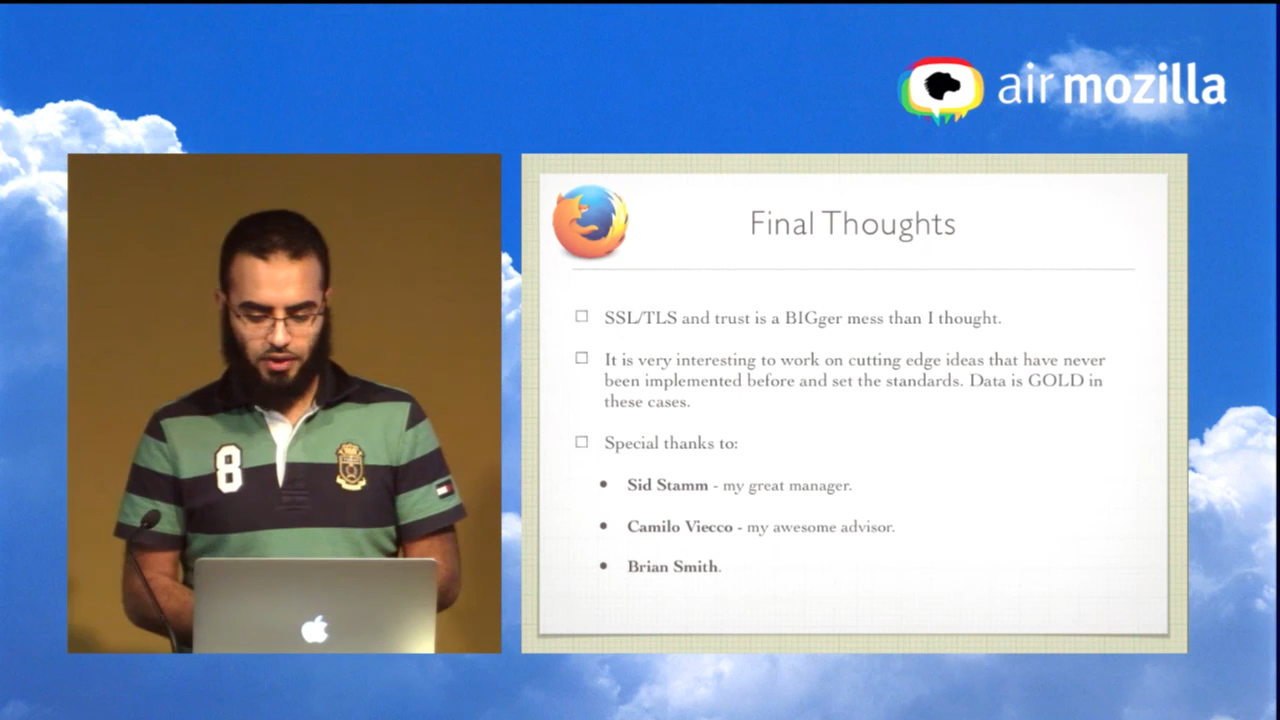 air mozilla
Final Thoughts
SSL/TLS and trust is a BIGger mess than I thought.
It is very interesting to work on cutting edge ideas that have never
been implemented before and set the standards. Data is GOLD in
these cases.
Special thanks to:
Sid Stamm - my great manager.
Camilo Viecco - my awesome advisor.
Brian Smith.
8